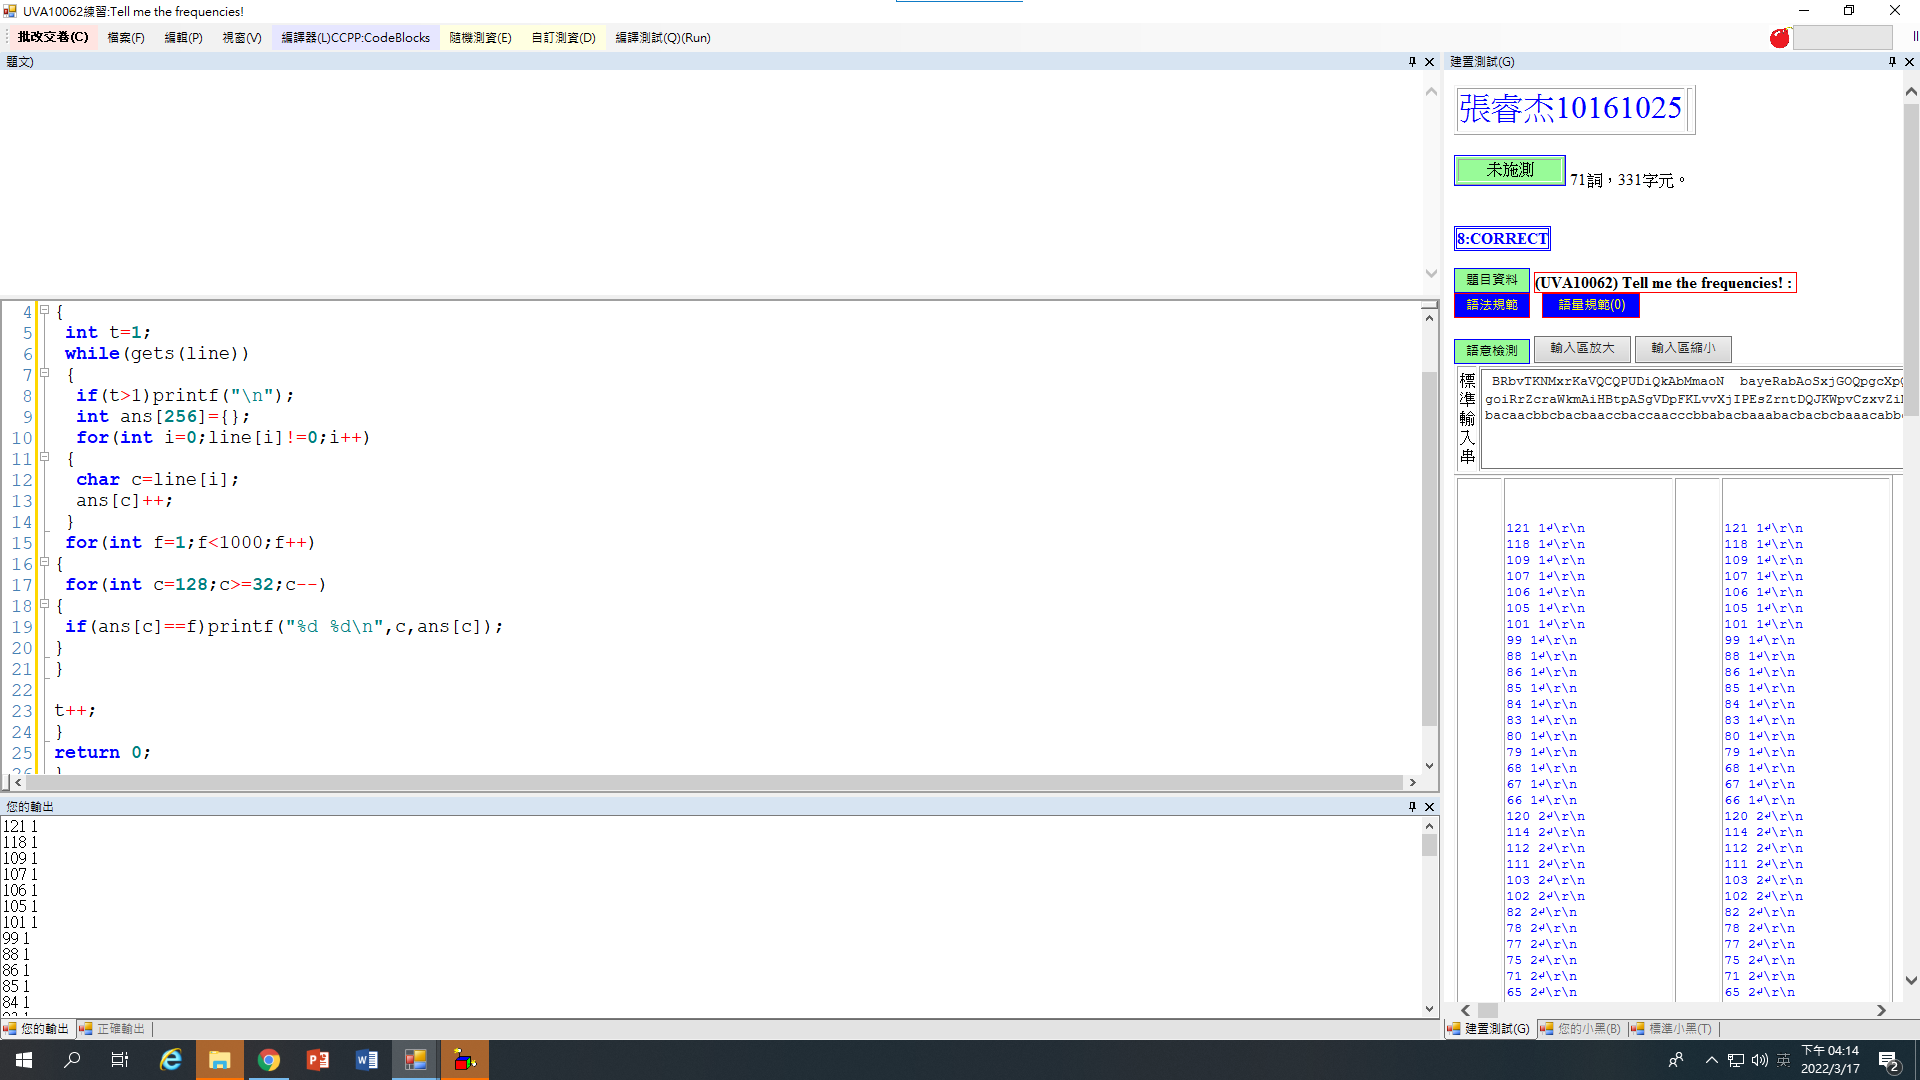 UVA10062練習:Tell me the frequencies!
批改交卷(C) 檔案(F) 編輯(P) 視窗(V) 編譯器(L)CCPP:CodeBlocks 隨機測資(E) 自訂測資(D) 編譯測試(Q)(Run)
題文)
4 {
5 int t=1;
6 while(gets(line))
7 {
8 if(t>1)printf("\n");
9 int ans[256]={};
10 for(int i=0;line[i]!=0;i++)
11 {
12 char c=line[i];
13 ans[c]++;
14 }
15 for(int f=1;f<1000;f++)
16 {
17 for(int c=128;c>=32;c--)
18 {
19 if(ans[c]==f)printf("%d %d\n",c,ans[c]);
20 }
21 }
22
23 t++;
24 }
25 return 0;
26 }
您的輸出
121 1
118 1
109 1
107 1
106 1
105 1
101 1
99 1
88 1
86 1
85 1
84 1
您的輸出 正確輸出
建置測試(G)
張睿杰10161025
未施測 71詞，331字元。
8:CORRECT
題目資料 (UVA10062) Tell me the frequencies! :
語法規範 語量規範(0)
語意檢測 輸入區放大 輸入區縮小
標準輸入串
BRbvTKNMxrKaVQCQPUDiQkAbMmaoN bayeRabAoSxjGOQpgcXpQ
goiRrZcraWkmAiHBtpASgVDpFKLvvXjIPEsZrntDQJKWpvCzxvZi
bacaacbbcbacbaaccbaccaacccbbabacbaaabacbacbcbaaacabb
121 1↲\r\n 121 1↲\r\n
118 1↲\r\n 118 1↲\r\n
109 1↲\r\n 109 1↲\r\n
107 1↲\r\n 107 1↲\r\n
106 1↲\r\n 106 1↲\r\n
105 1↲\r\n 105 1↲\r\n
101 1↲\r\n 101 1↲\r\n
99 1↲\r\n 99 1↲\r\n
88 1↲\r\n 88 1↲\r\n
86 1↲\r\n 86 1↲\r\n
85 1↲\r\n 85 1↲\r\n
84 1↲\r\n 84 1↲\r\n
83 1↲\r\n 83 1↲\r\n
80 1↲\r\n 80 1↲\r\n
79 1↲\r\n 79 1↲\r\n
68 1↲\r\n 68 1↲\r\n
67 1↲\r\n 67 1↲\r\n
66 1↲\r\n 66 1↲\r\n
120 2↲\r\n 120 2↲\r\n
114 2↲\r\n 114 2↲\r\n
112 2↲\r\n 112 2↲\r\n
111 2↲\r\n 111 2↲\r\n
103 2↲\r\n 103 2↲\r\n
102 2↲\r\n 102 2↲\r\n
82 2↲\r\n 82 2↲\r\n
78 2↲\r\n 78 2↲\r\n
77 2↲\r\n 77 2↲\r\n
75 2↲\r\n 75 2↲\r\n
71 2↲\r\n 71 2↲\r\n
65 2↲\r\n 65 2↲\r\n
建置測試(G) 您的小黑(B) 標準小黑(T)
英 下午 04:14
2022/3/17 2